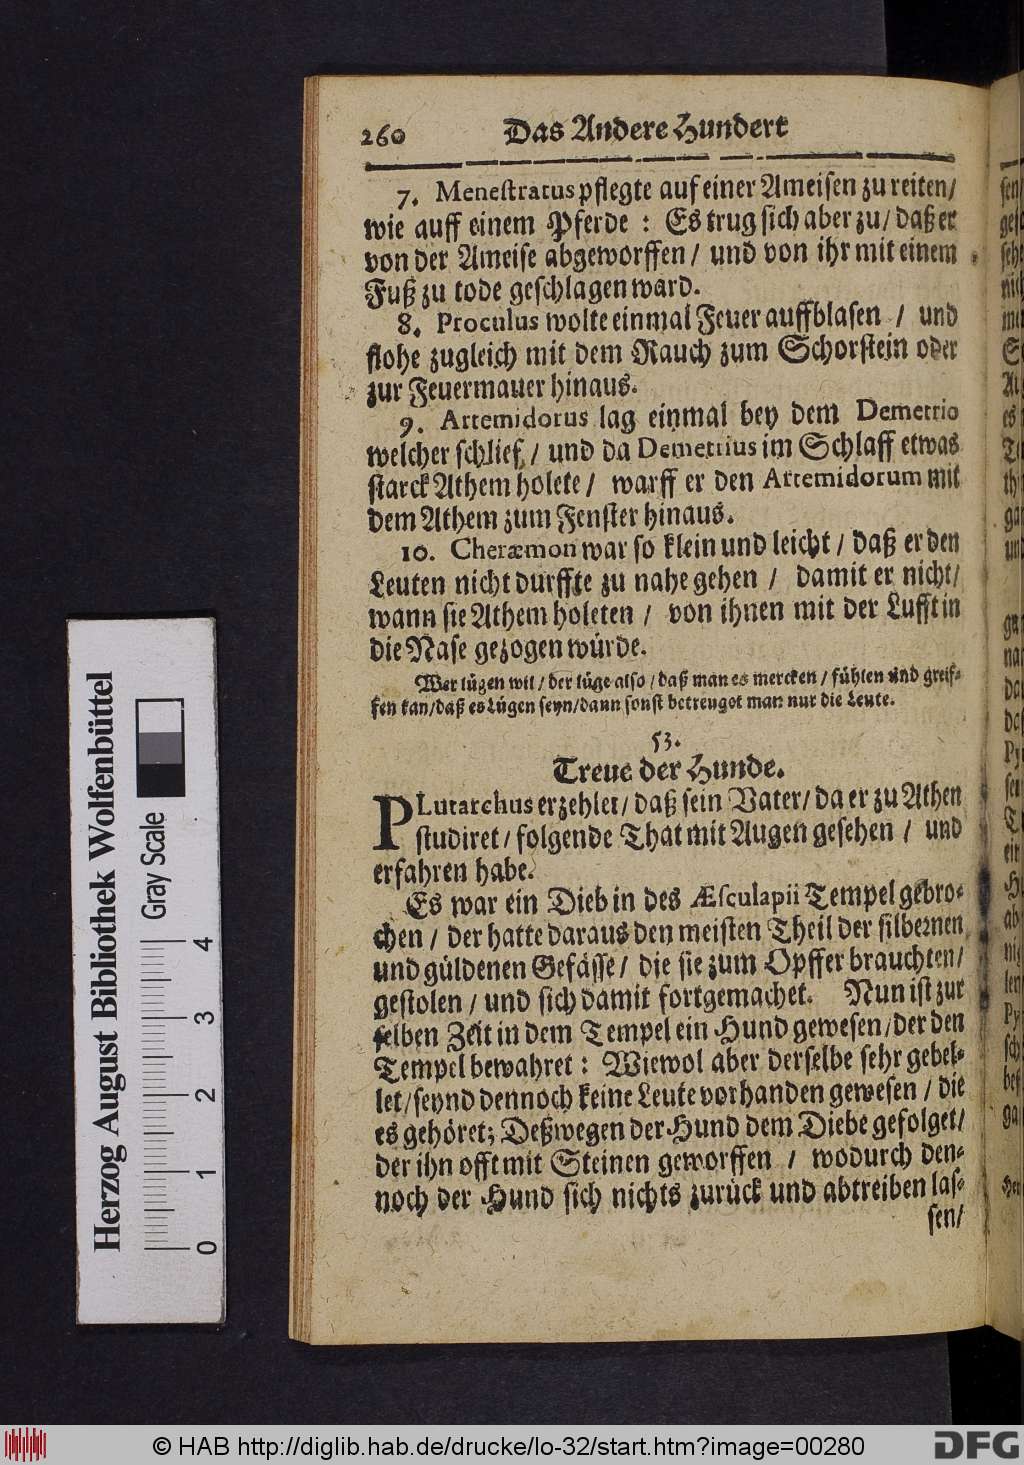 260 Das Andere Hundert
7. Meneſtratus pflegte auf einer Ameiſen zu reiten/
wie auff einem Pferde : Es trug ſich aber zu/ daß er
von der Ameiſe abgeworffen/ und von ihr mit einem
Fuß zu tode geſchlagen ward.
8. Proculus wolte einmal Feuer auffblaſen / und
flohe zugleich mit dem Rauch zum Schorſtein oder
zur Feuermauer hinaus.
9. Artemidorus lag einmal bey dem Demetrio
welcher ſchlief / und da Demetrius im Schlaff etwas
ſtarck Athem holete / warff er den Artemidorum mit
dem Athem zum Fenſter hinaus.
10. Cheræmon war ſo klein und leicht / daß er den
Leuten nicht durffte zu nahe gehen / damit er nicht/
wann ſie Athem holeten / von ihnen mit der Lufft in
die Naſe gezogen würde.
Wer lügen wil / der lüge alſo / daß man es mercken / fühlen und greif-
fen kan/daß es Lügen ſeyn/dann ſonſt betreuget man nur die Leute.
53.
Treue der Hunde.
PLutarchus erzehlet/ daß ſein Vater/ da er zu Athen
ſtudiret / folgende That mit Augen geſehen / und
erfahren habe.
Es war ein Dieb in des Æſculapii Tempel gebro-
chen / der hatte daraus den meiſten Theil der ſilbernen
und güldenen Gefäſſe / die ſie zum Opffer brauchten/
geſtolen / und ſich damit fortgemachet. Nun iſt zur
ſelben Zeit in dem Tempel ein Hund geweſen/der den
Tempel bewahret : Wiewol aber derſelbe ſehr gebel-
let/ſeynd dennoch keine Leute vorhanden geweſen / die
es gehöret; Deßwegen der Hund dem Diebe gefolget/
der ihn offt mit Steinen geworffen / wodurch den-
noch der Hund ſich nichts zurück und abtreiben laſ-
ſen/
Herzog August Bibliothek Wolfenbüttel
Gray Scale
0 1 2 3 4
© HAB http://diglib.hab.de/drucke/lo-32/start.htm?image=00280
DFG